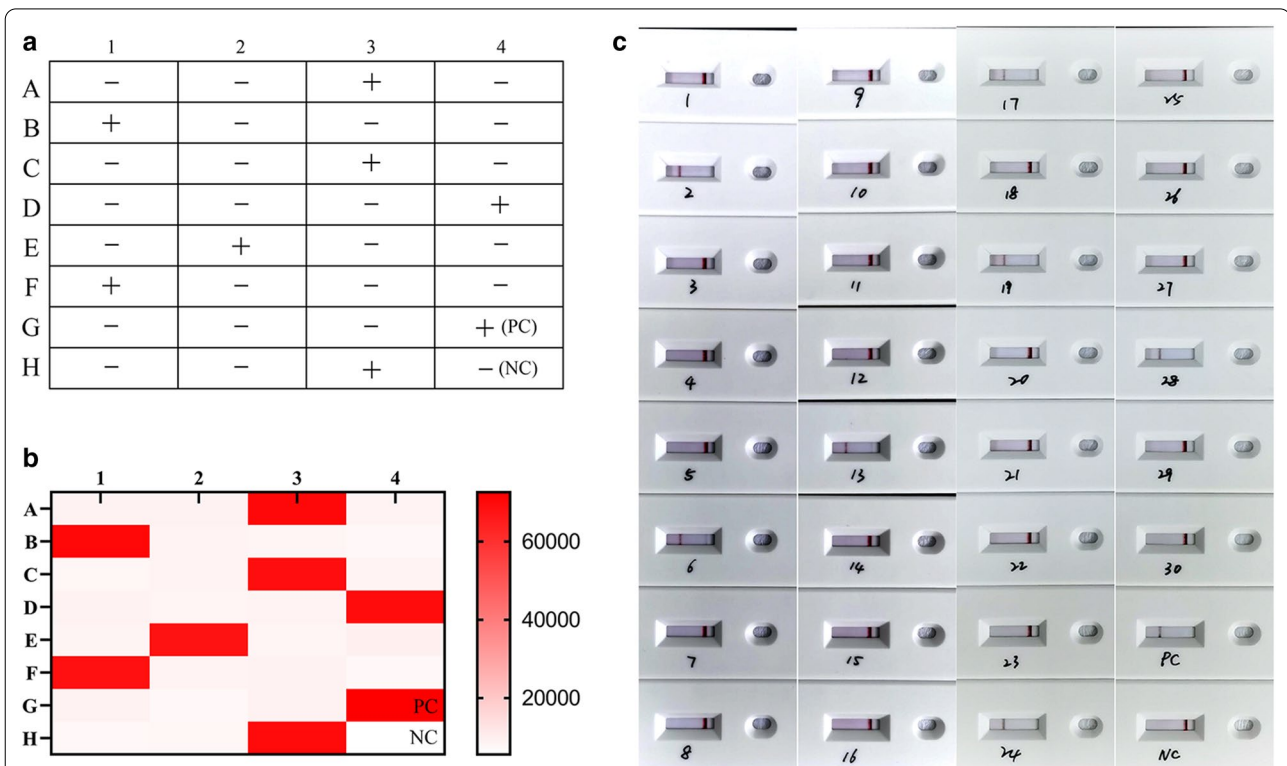 a
1 2 3 4
A − − + −
B + − − −
C − − + −
D − − − +
E − + − −
F + − − −
G − − − + (PC)
H − − + − (NC)
b
1 2 3 4
A
B
C
D
E
F
G PC
H NC
60000
40000
20000
c
1 9 17 25
2 10 18 26
3 11 19 27
4 12 20 28
5 13 21 29
6 14 22 30
7 15 23 PC
8 16 24 NC